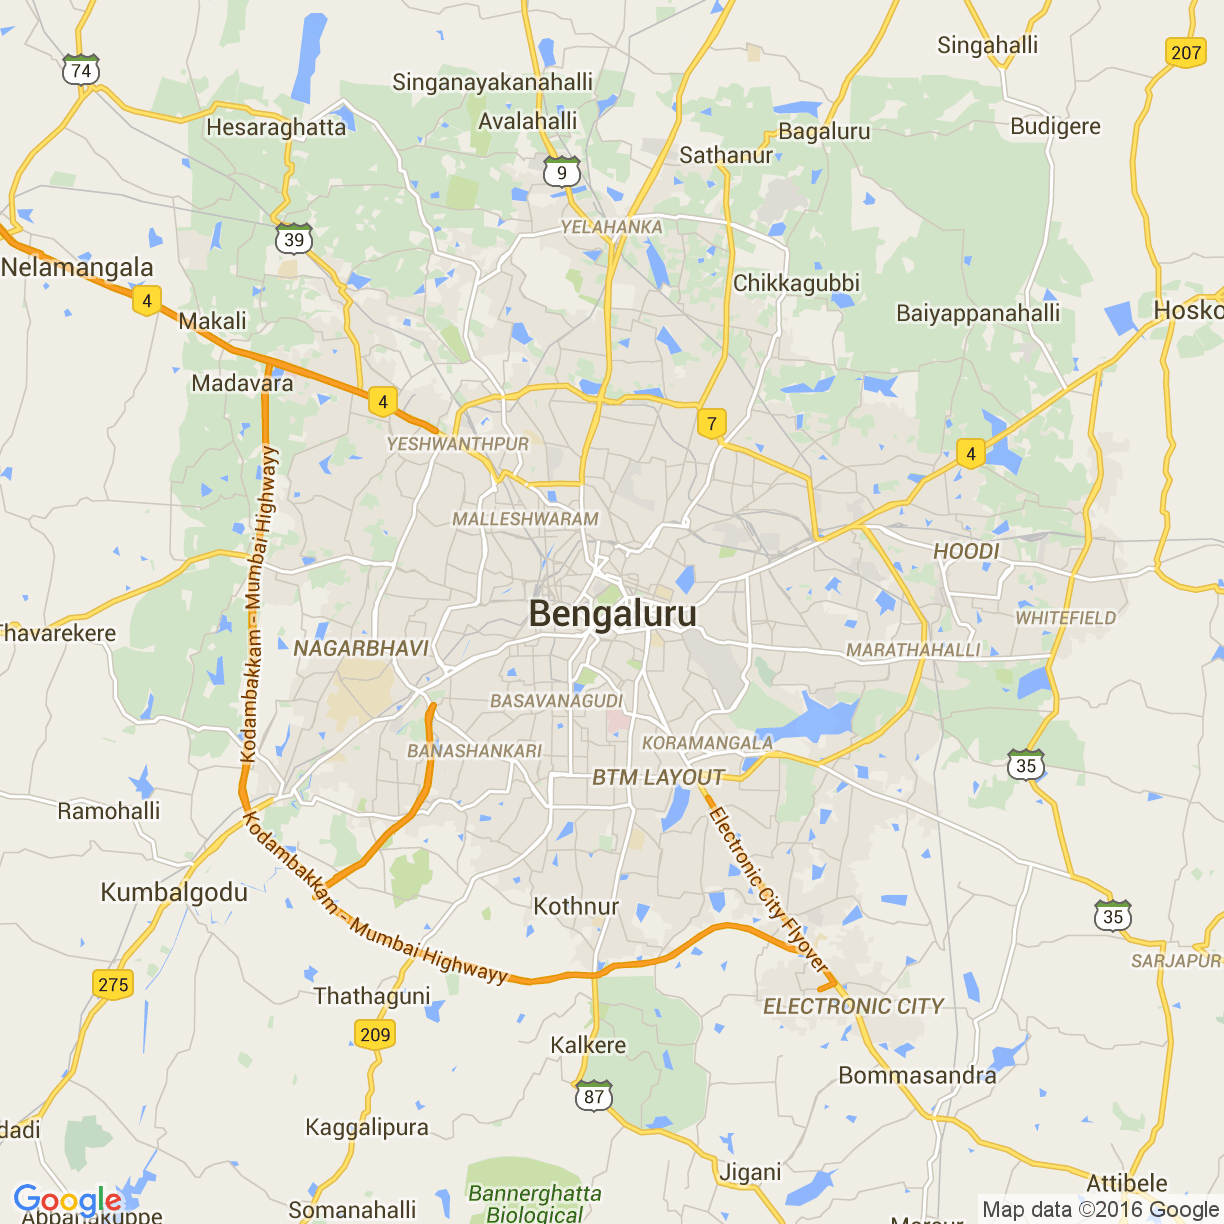 Singahalli
207
74
Singanayakanahalli
Avalahalli
Hesaraghatta
Bagaluru
Budigere
Sathanur
9
YELAHANKA
39
Nelamangala
Chikkagubbi
4
Baiyappanahalli
Hosko
Makali
Madavara
4
7
YESHWANTHPUR
4
MALLESHWARAM
Kodambakkam - Mumbai Highwayy
HOODI
Bengaluru
WHITEFIELD
Thavarekere
NAGARBHAVI
MARATHAHALLI
BASAVANAGUDI
BANASHANKARI
KORAMANGALA
35
BTM LAYOUT
Ramohalli
Electronic City Flyover
Kodambakkam - Mumbai Highwayy
Kumbalgodu
Kothnur
35
SARJAPUR
275
Thathaguni
ELECTRONIC CITY
209
Kalkere
Bommasandra
87
Kaggalipura
dadi
Jigani
Attibele
Bannerghatta
Biological
Somanahalli
Google
Abbanakuppe
Map data ©2016 Google